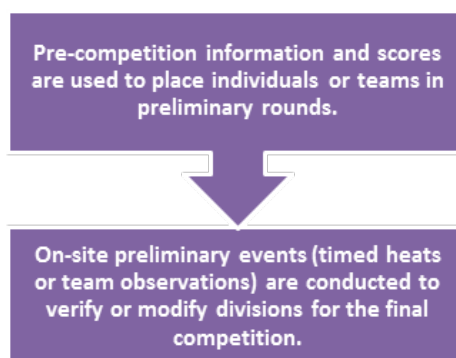 Pre-competition information and scores
are used to place individuals or teams in
preliminary rounds.
On-site preliminary events (timed heats
or team observations) are conducted to
verify or modify divisions for the final
competition.